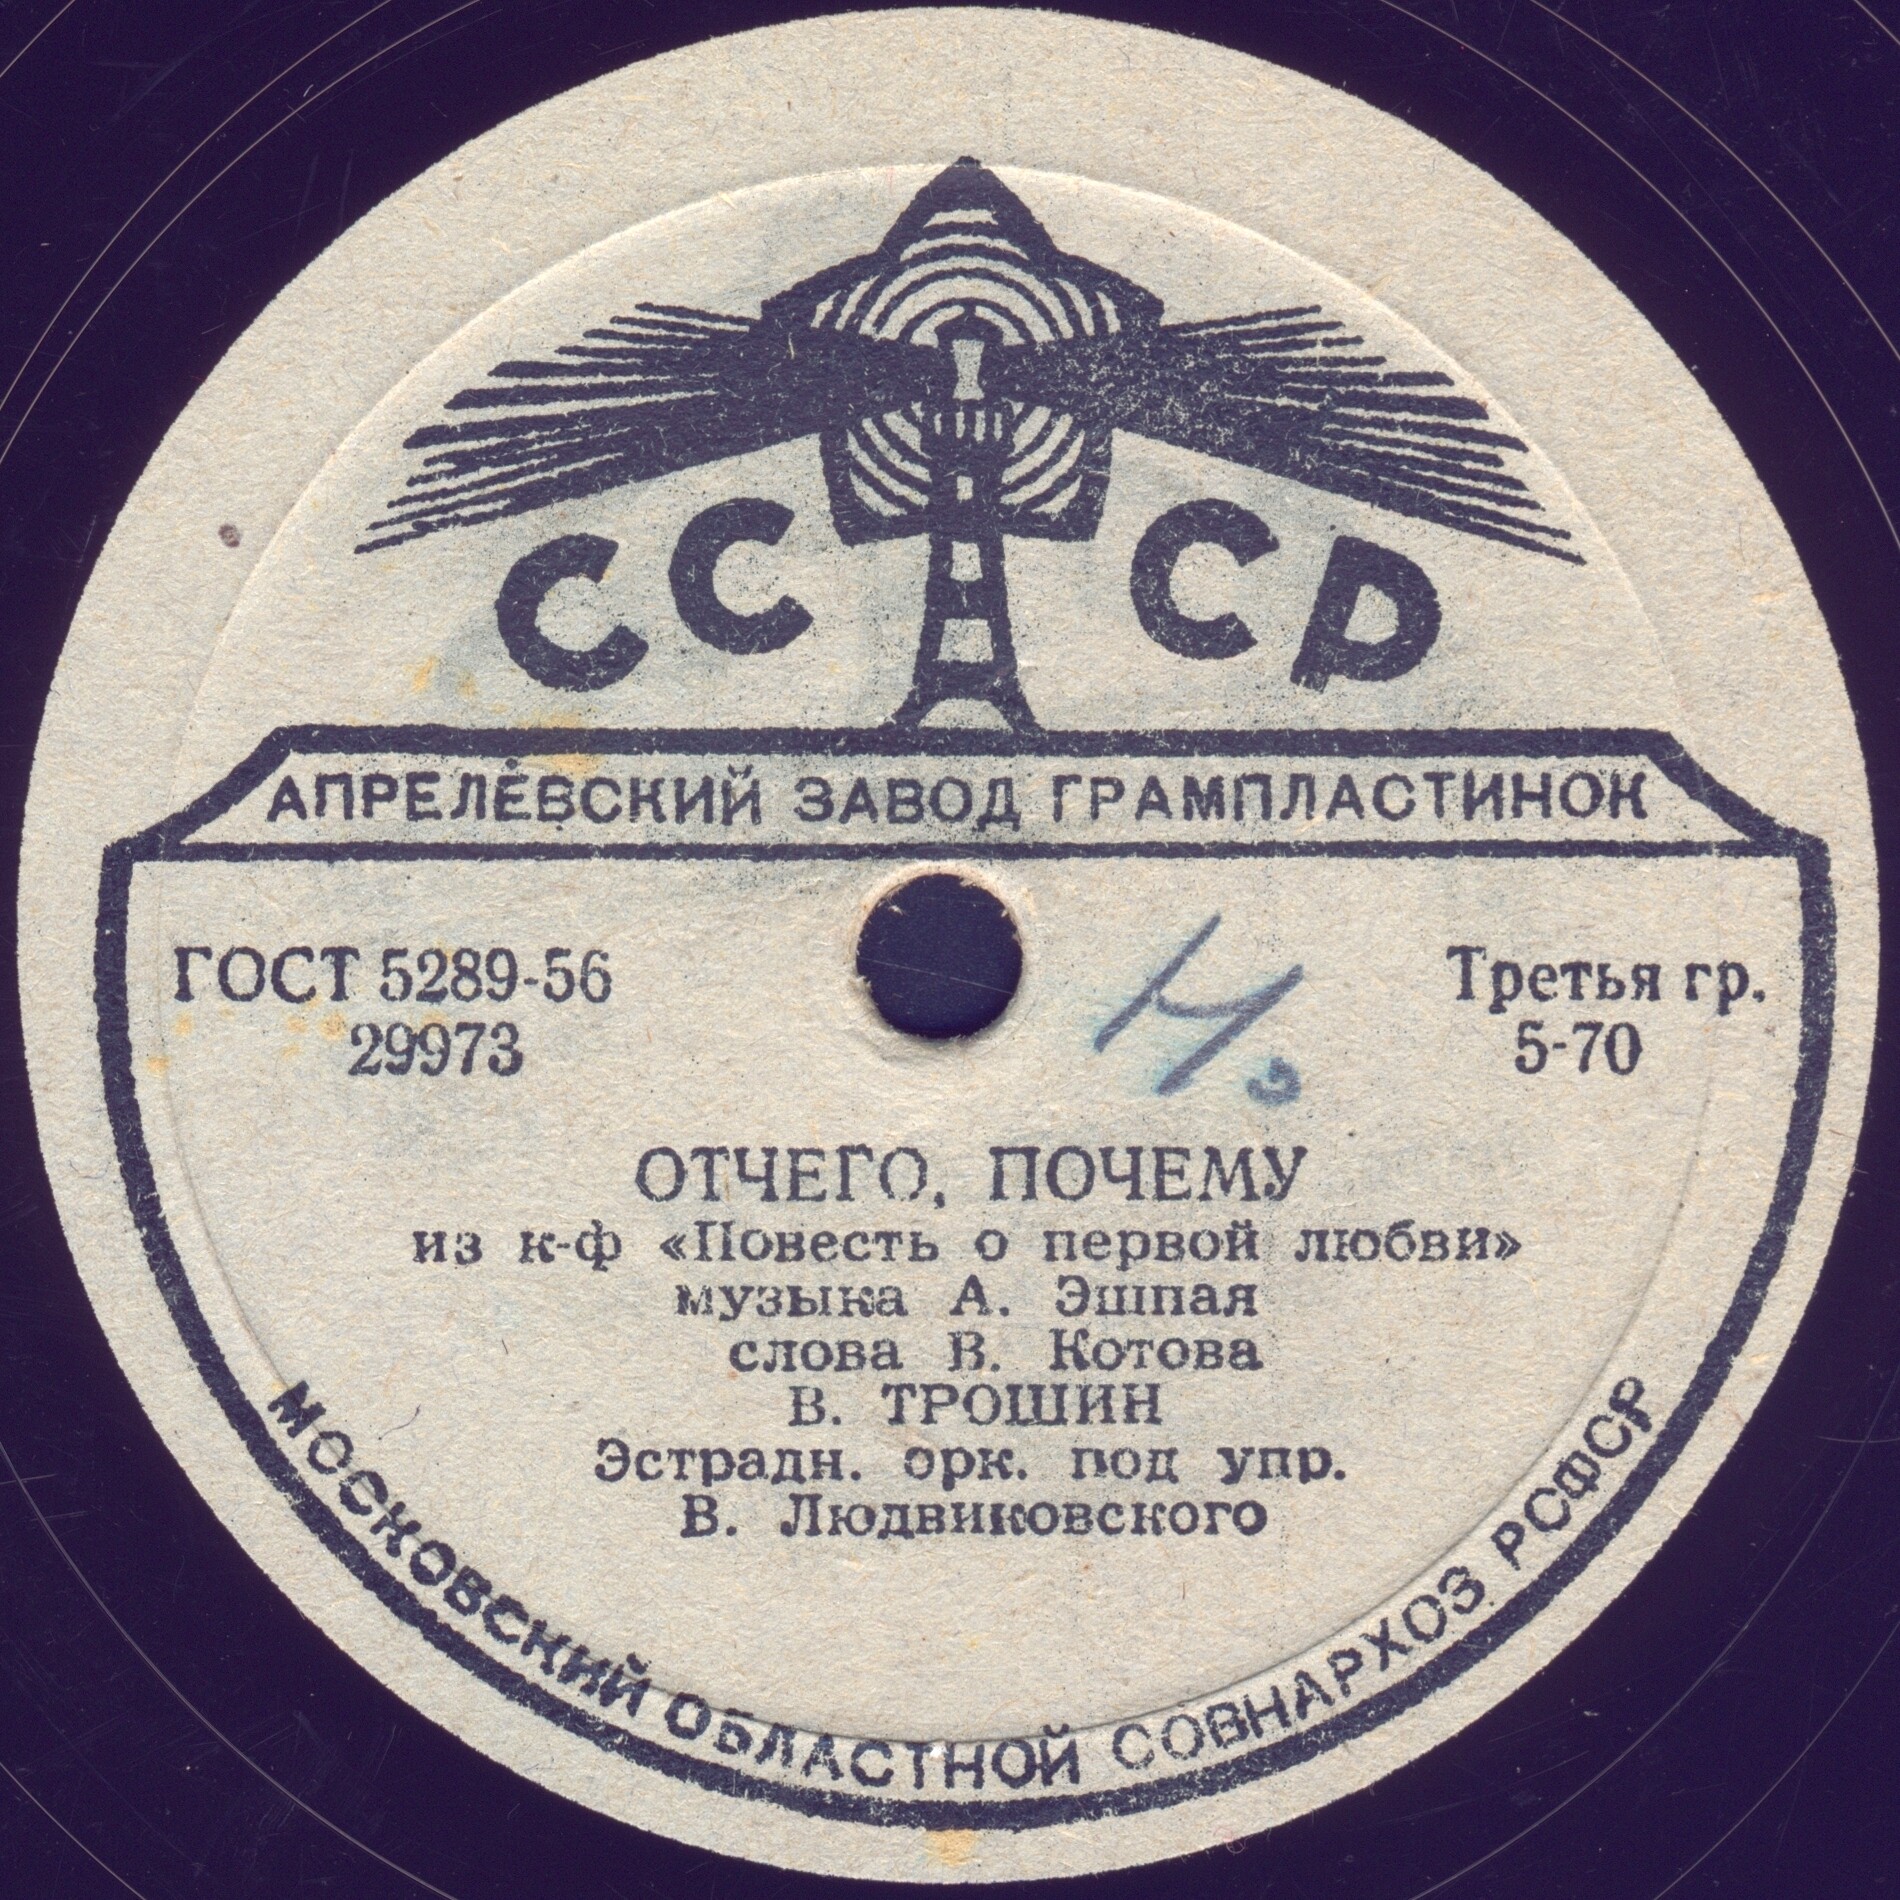 СССР
АПРЕЛЕВСКИЙ ЗАВОД ГРАМПЛАСТИНОК
ГОСТ 5289-56
29973
Третья гр.
5-70
ОТЧЕГО, ПОЧЕМУ
из к-ф «Повесть о первой любви»
музыка А. Эшпая
слова В. Котова
В. ТРОШИН
Эстрадн. орк. под упр.
В. Людвиковского
МОСКОВСКИЙ ОБЛАСТНОЙ СОВНАРХОЗ РСФСР